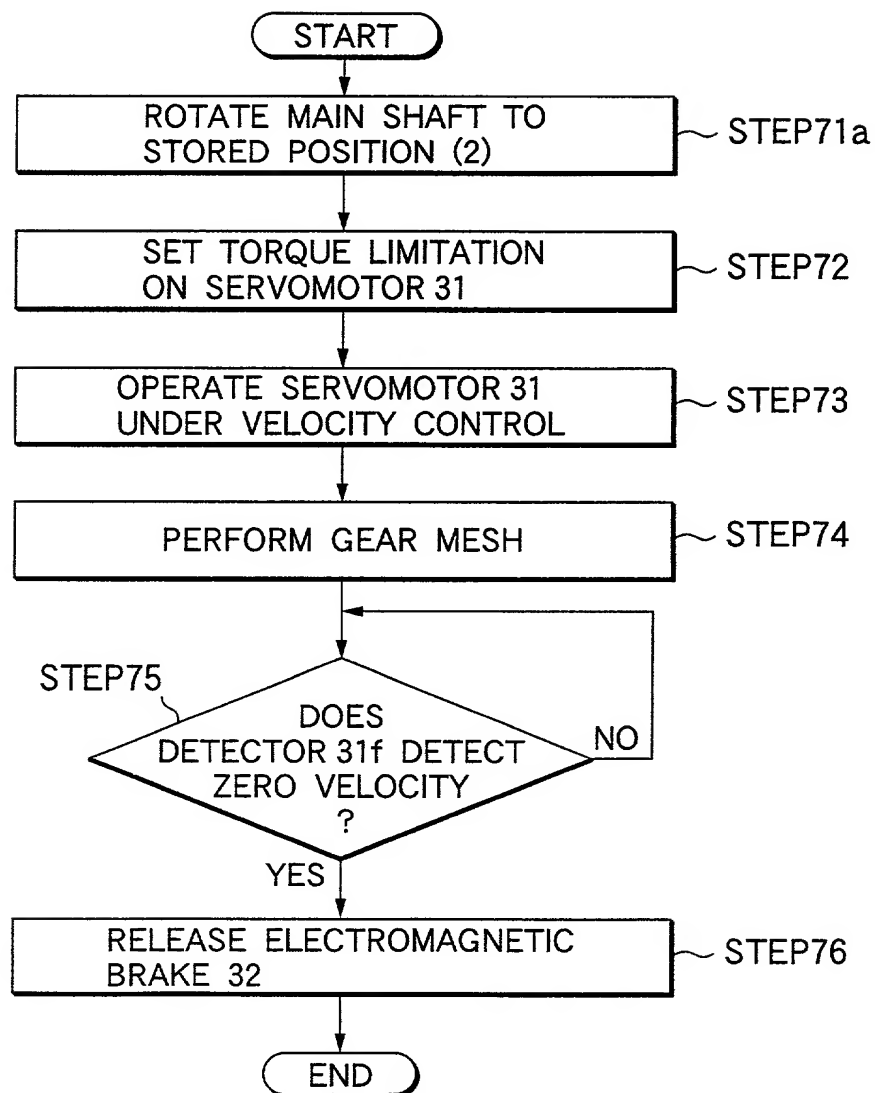 START
ROTATE MAIN SHAFT TO
STORED POSITION (2)
STEP71a
SET TORQUE LIMITATION
ON SERVOMOTOR 31
STEP72
OPERATE SERVOMOTOR 31
UNDER VELOCITY CONTROL
STEP73
PERFORM GEAR MESH
STEP74
STEP75
DOES
DETECTOR 31f DETECT
ZERO VELOCITY
?
NO
YES
RELEASE ELECTROMAGNETIC
BRAKE 32
STEP76
END